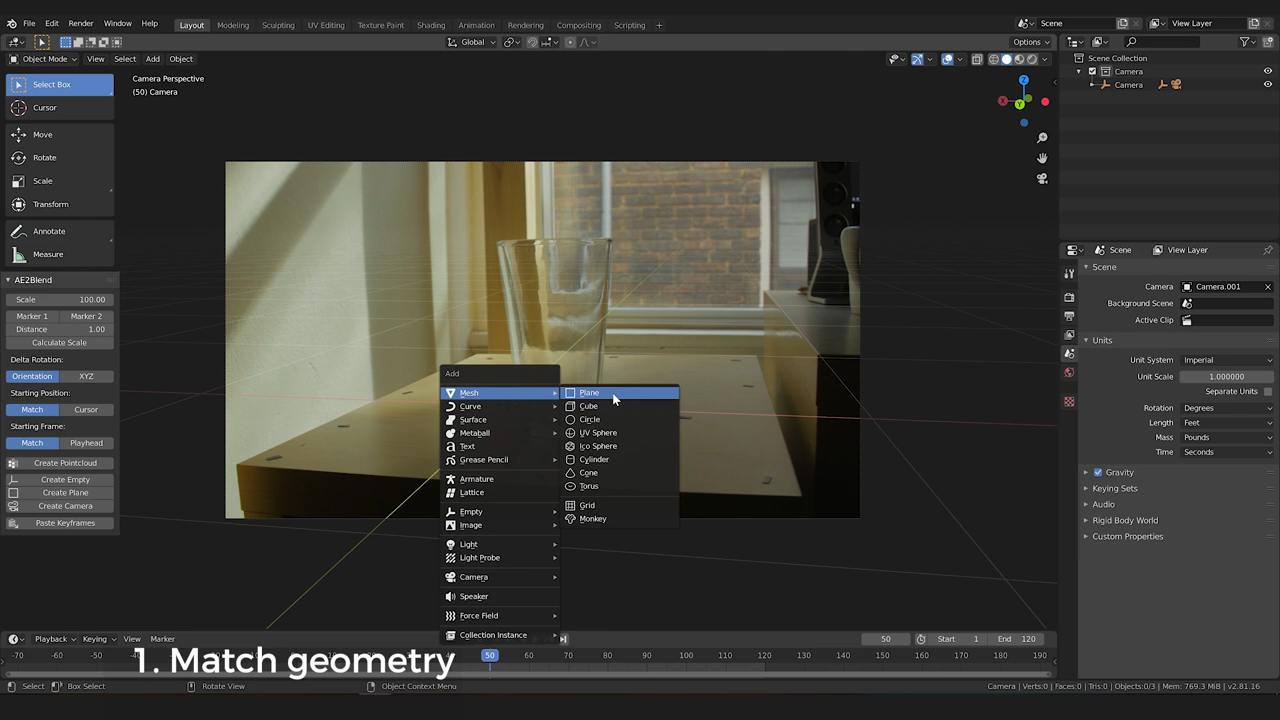 File Edit Render Window Help Layout Modeling Sculpting UV Editing Texture Paint Shading Animation Rendering Compositing Scripting + Scene View Layer
Global Options
Object Mode View Select Add Object
Select Box
Cursor
Move
Rotate
Scale
Transform
Annotate
Measure
AE2Blend
Scale 100.00
Marker 1 Marker 2
Distance 1.00
Calculate Scale
Delta Rotation:
Orientation XYZ
Starting Position:
Match Cursor
Starting Frame:
Match Playhead
Create Pointcloud
Create Empty
Create Plane
Create Camera
Paste Keyframes
Camera Perspective
(50) Camera
Z
X
Y
Add
Mesh
Curve
Surface
Metaball
Text
Grease Pencil
Armature
Lattice
Empty
Image
Light
Light Probe
Camera
Speaker
Force Field
Collection Instance
Plane
Cube
Circle
UV Sphere
Ico Sphere
Cylinder
Cone
Torus
Grid
Monkey
Scene Collection
Camera
Camera
Scene View Layer
Scene
Camera Camera.001
Background Scene
Active Clip
Units
Unit System Imperial
Unit Scale 1.000000
Separate Units
Rotation Degrees
Length Feet
Mass Pounds
Time Seconds
Gravity
Keying Sets
Audio
Rigid Body World
Custom Properties
Playback Keying View Marker 50 Start 1 End 120
-70 -60 -50 -40 -30 -20 -10 0 10 20 30 40 50 60 70 80 90 100 110 120 130 140 150 160 170 180 190
1. Match geometry
Select Box Select Rotate View Object Context Menu Camera | Verts:0 | Faces:0 | Tris:0 | Objects:0/3 | Mem: 769.3 MiB | v2.81.16